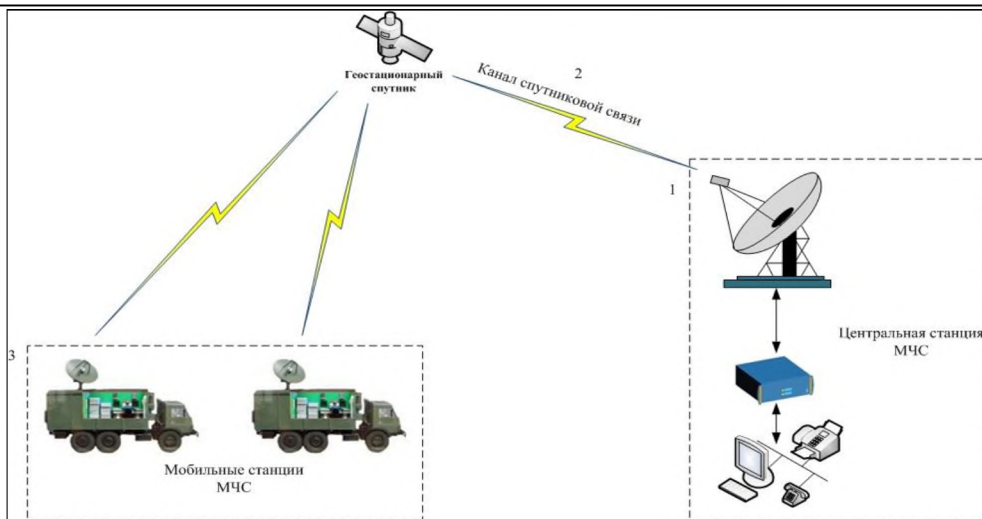 Геостационарный
спутник
2
Канал спутниковой связи
1
Центральная станция
МЧС
3
Мобильные станции
МЧС